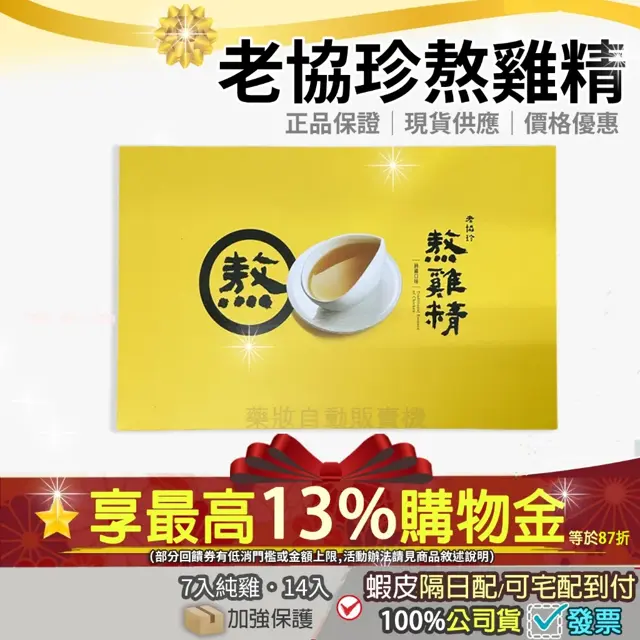 老協珍熬雞精
正品保證｜現貨供應｜價格優惠
熬
老協珍
熬雞精
Traditional Essence of Chicken
藥妝自動販賣機
享最高13%購物金 等於87折
(部分回饋券有低消門檻或金額上限,活動辦法請見商品敘述說明)
7入純雞・14入
加強保護
蝦皮隔日配/可宅配到付
100%公司貨 發票